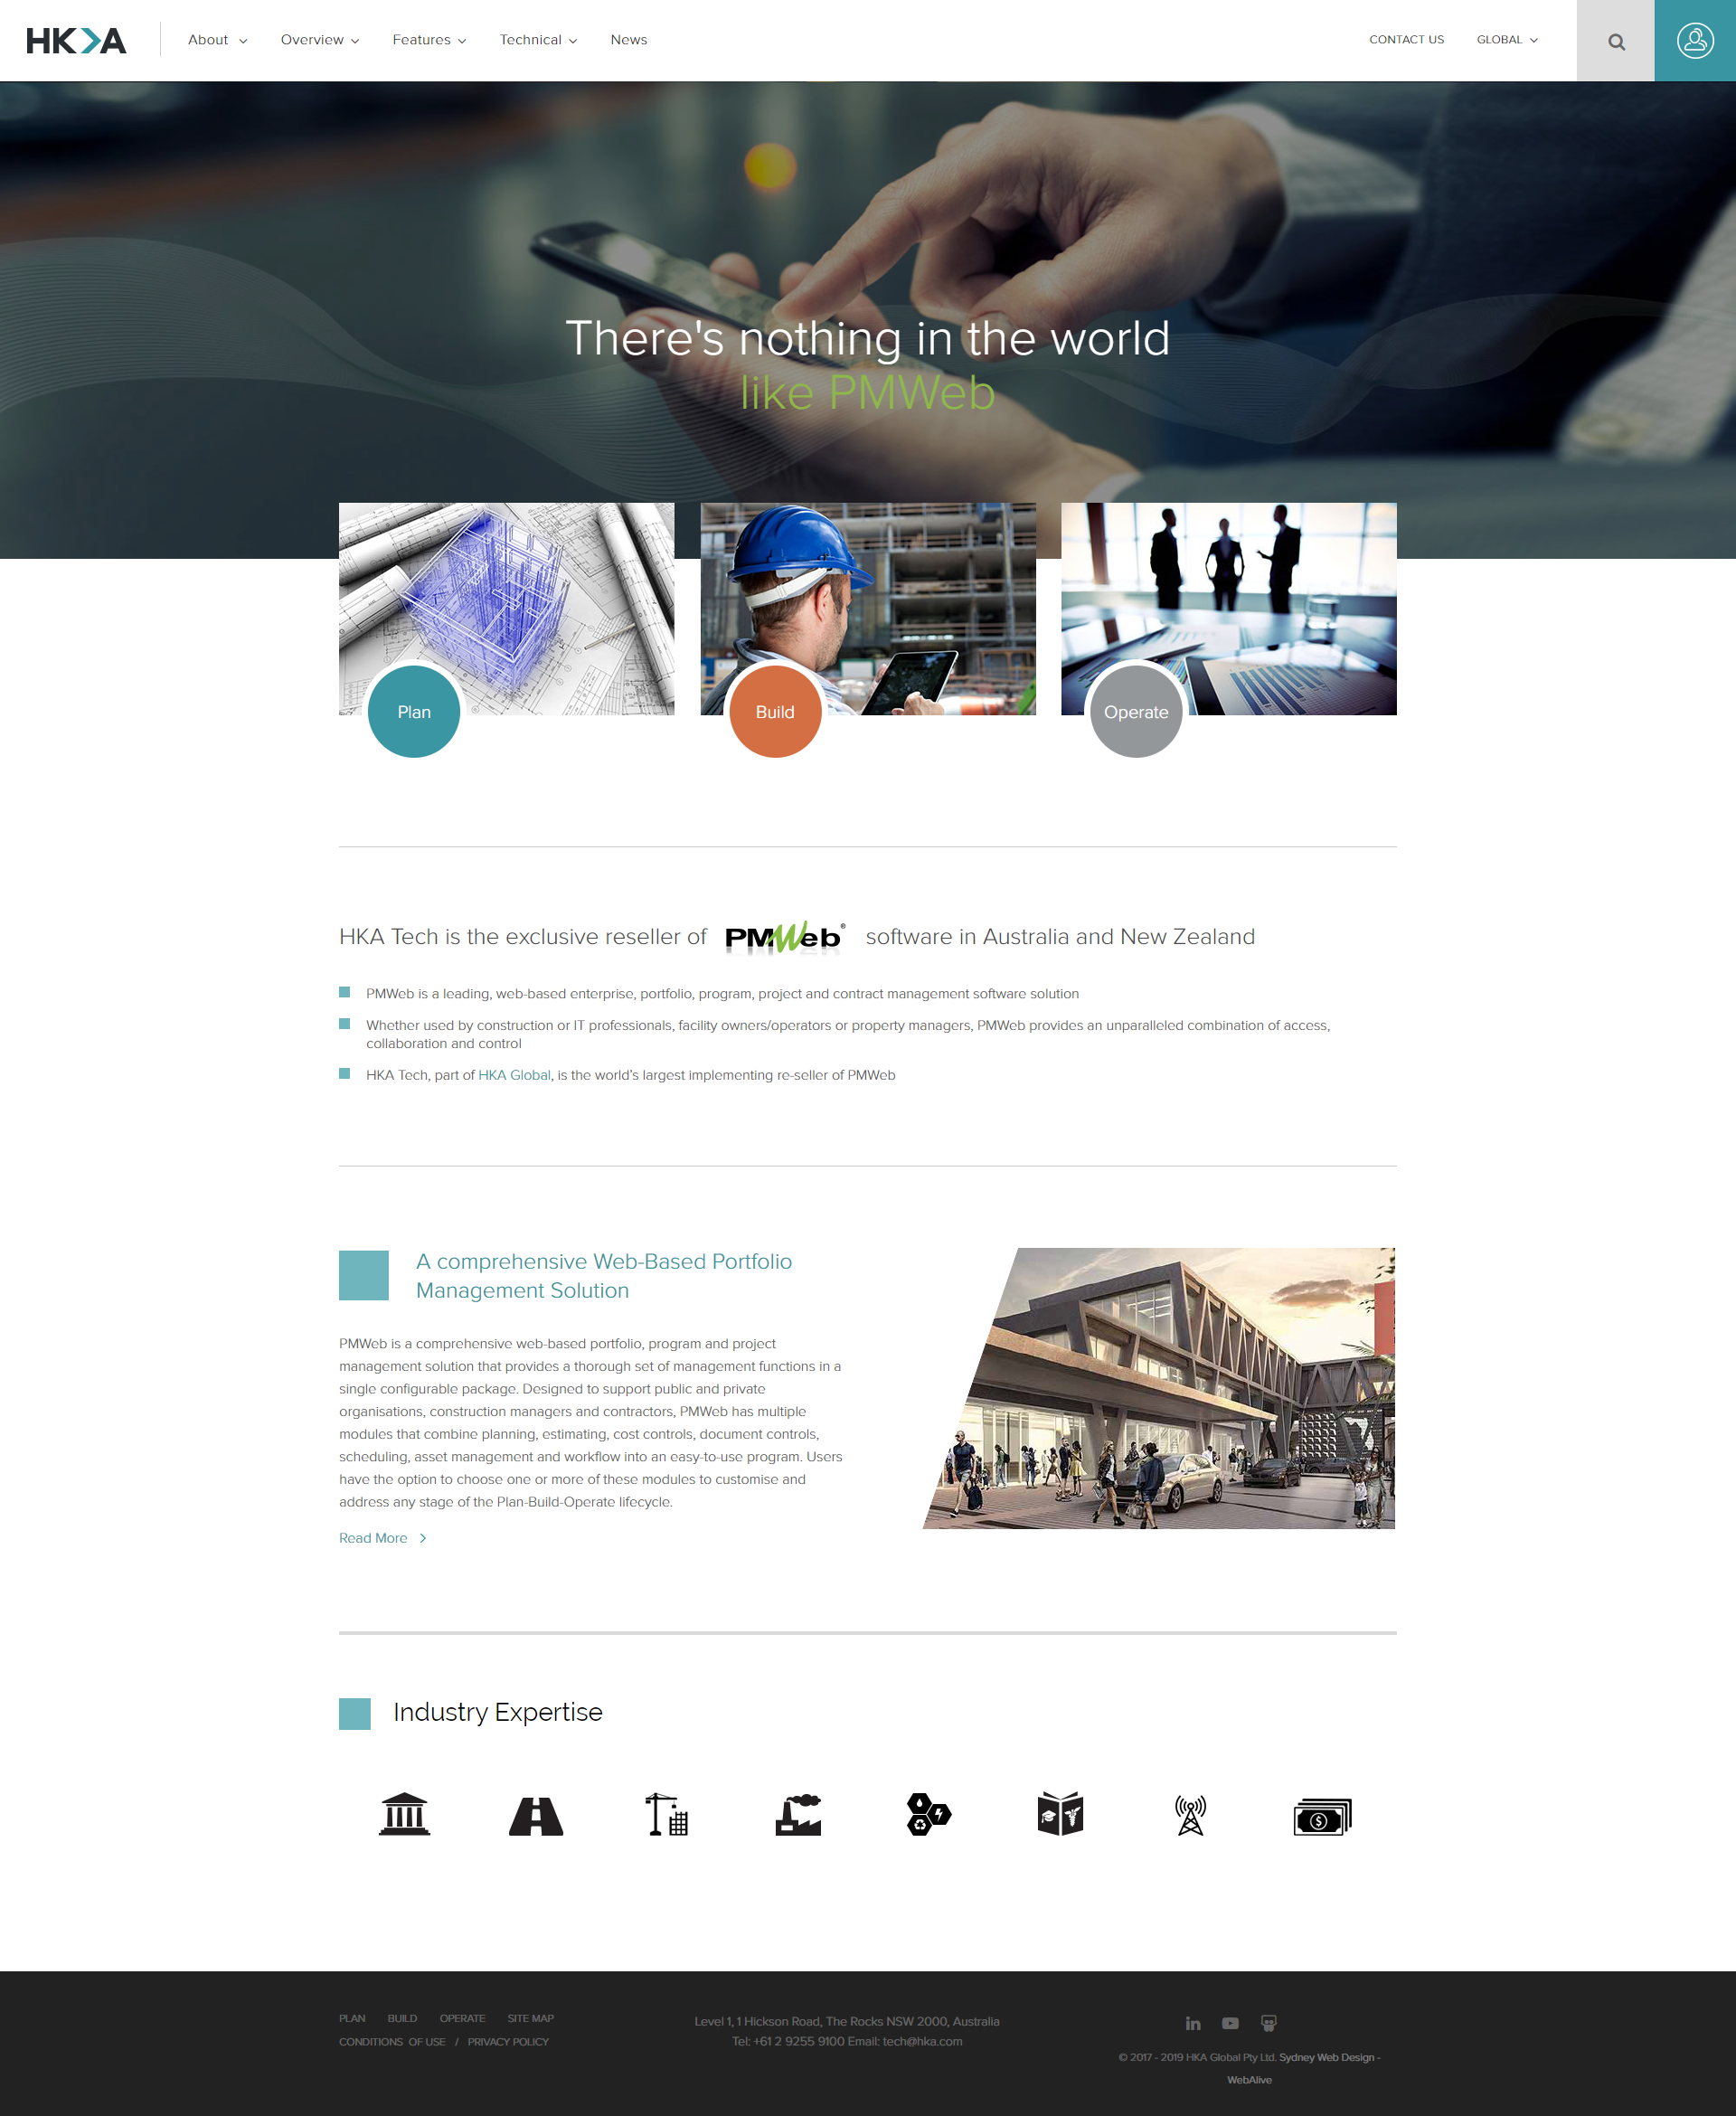 HKA
About
Overview
Features
Technical
News
CONTACT US
GLOBAL
There's nothing in the world
like PMWeb
Plan
Build
Operate
HKA Tech is the exclusive reseller of PMWeb® software in Australia and New Zealand
PMWeb is a leading, web-based enterprise, portfolio, program, project and contract management software solution
Whether used by construction or IT professionals, facility owners/operators or property managers, PMWeb provides an unparalleled combination of access,
collaboration and control
HKA Tech, part of HKA Global, is the world's largest implementing re-seller of PMWeb
A comprehensive Web-Based Portfolio
Management Solution
PMWeb is a comprehensive web-based portfolio, program and project
management solution that provides a thorough set of management functions in a
single configurable package. Designed to support public and private
organisations, construction managers and contractors, PMWeb has multiple
modules that combine planning, estimating, cost controls, document controls,
scheduling, asset management and workflow into an easy-to-use program. Users
have the option to choose one or more of these modules to customise and
address any stage of the Plan-Build-Operate lifecycle.
Read More
Industry Expertise
PLAN BUILD OPERATE SITE MAP
CONDITIONS OF USE / PRIVACY POLICY
Level 1, 1 Hickson Road, The Rocks NSW 2000, Australia
Tel: +61 2 9255 9100 Email: tech@hka.com
© 2017 - 2019 HKA Global Pty Ltd. Sydney Web Design -
WebAlive